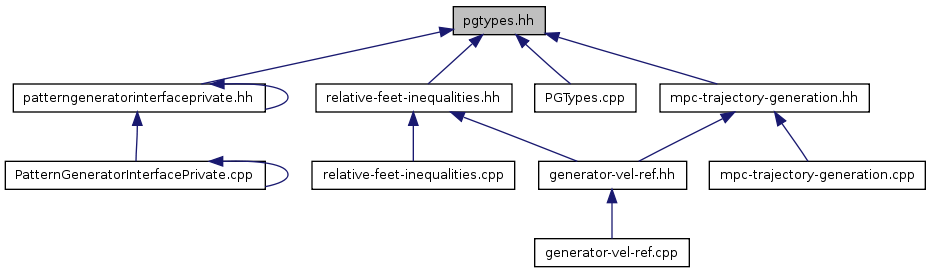 pgtypes.hh
patterngeneratorinterfaceprivate.hh
relative-feet-inequalities.hh
PGTypes.cpp
mpc-trajectory-generation.hh
PatternGeneratorInterfacePrivate.cpp
relative-feet-inequalities.cpp
generator-vel-ref.hh
mpc-trajectory-generation.cpp
generator-vel-ref.cpp